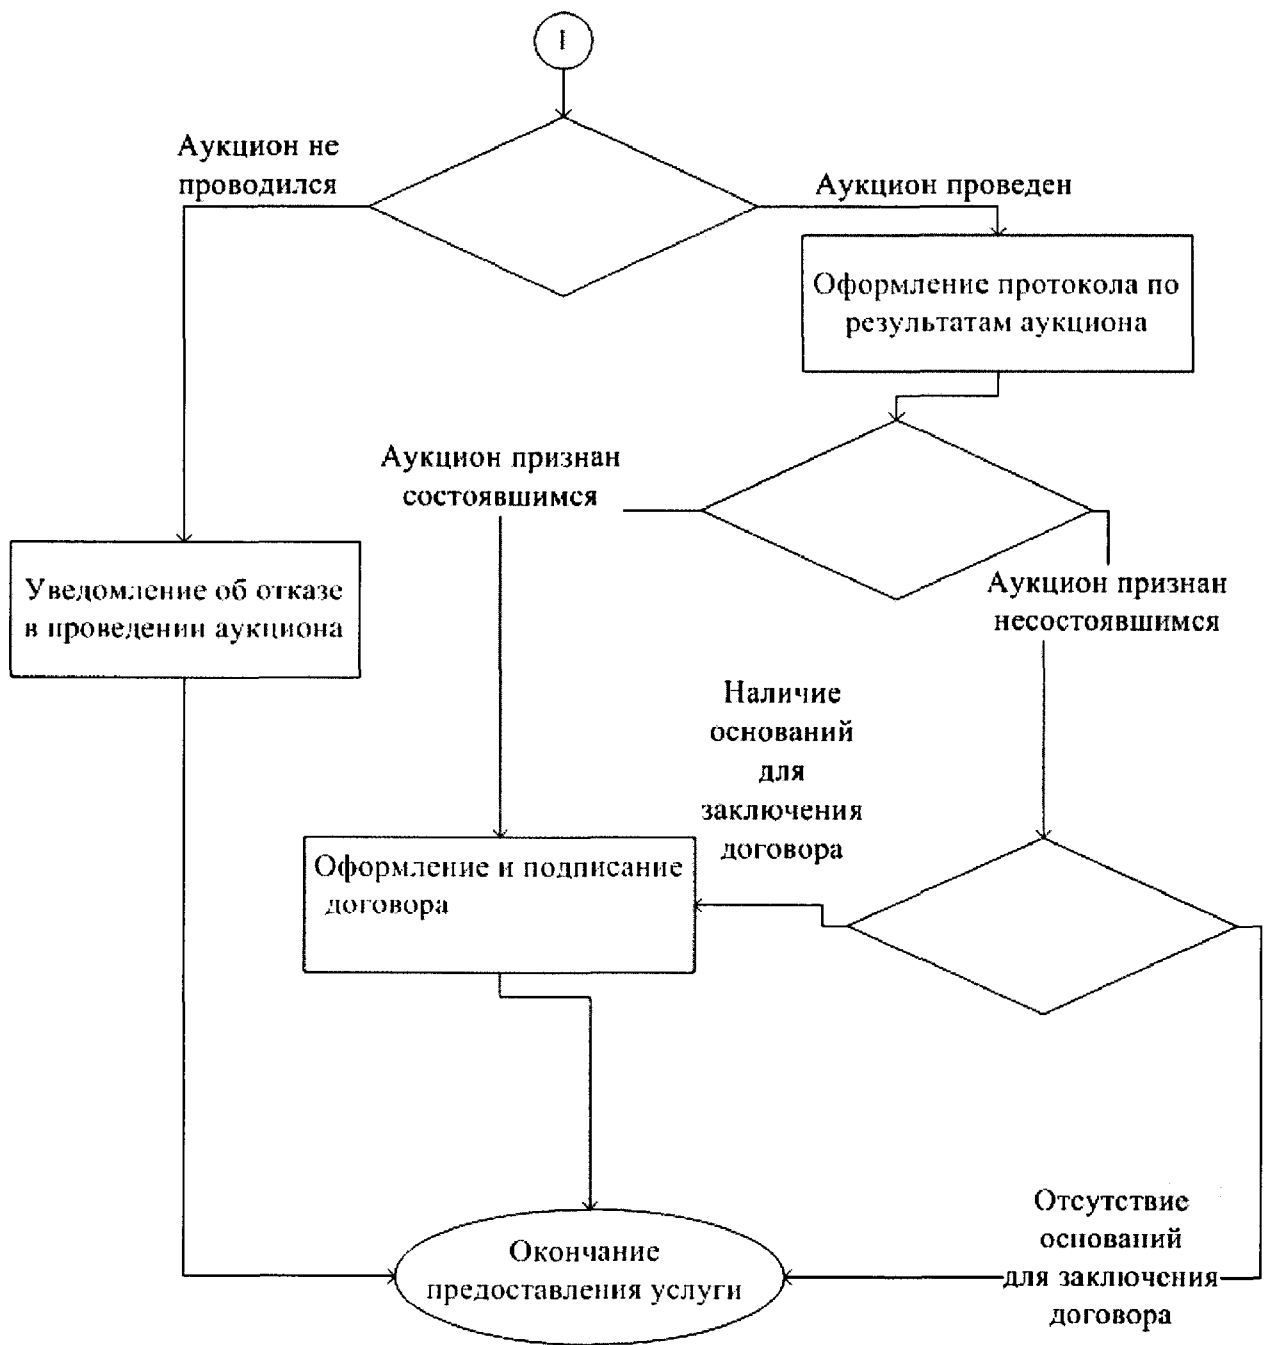 1
Аукцион не
проводился
Аукцион проведен
Оформление протокола по
результатам аукциона
Аукцион признан
состоявшимся
Уведомление об отказе
в проведении аукциона
Аукцион признан
несостоявшимся
Наличие
оснований
для
заключения
договора
Оформление и подписание
договора
Отсутствие
оснований
для заключения
договора
Окончание
предоставления услуги